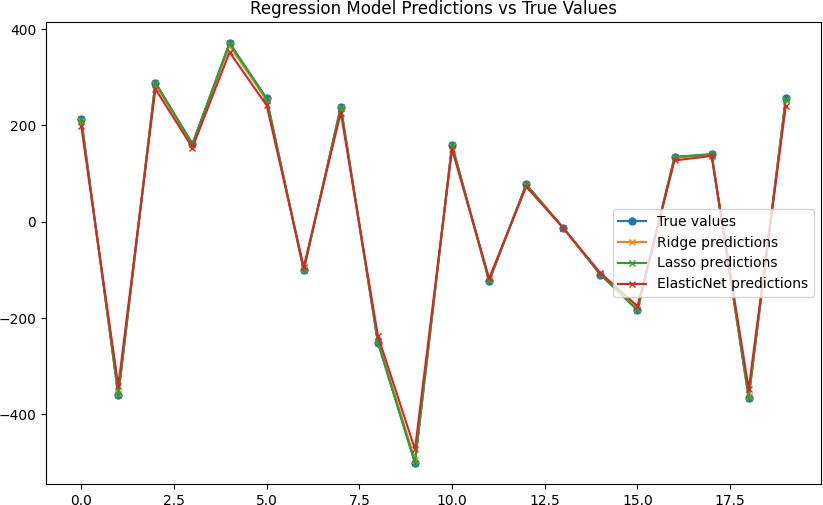 Regression Model Predictions vs True Values
400
200
0
−200
−400
True values
Ridge predictions
Lasso predictions
ElasticNet predictions
0.0 2.5 5.0 7.5 10.0 12.5 15.0 17.5